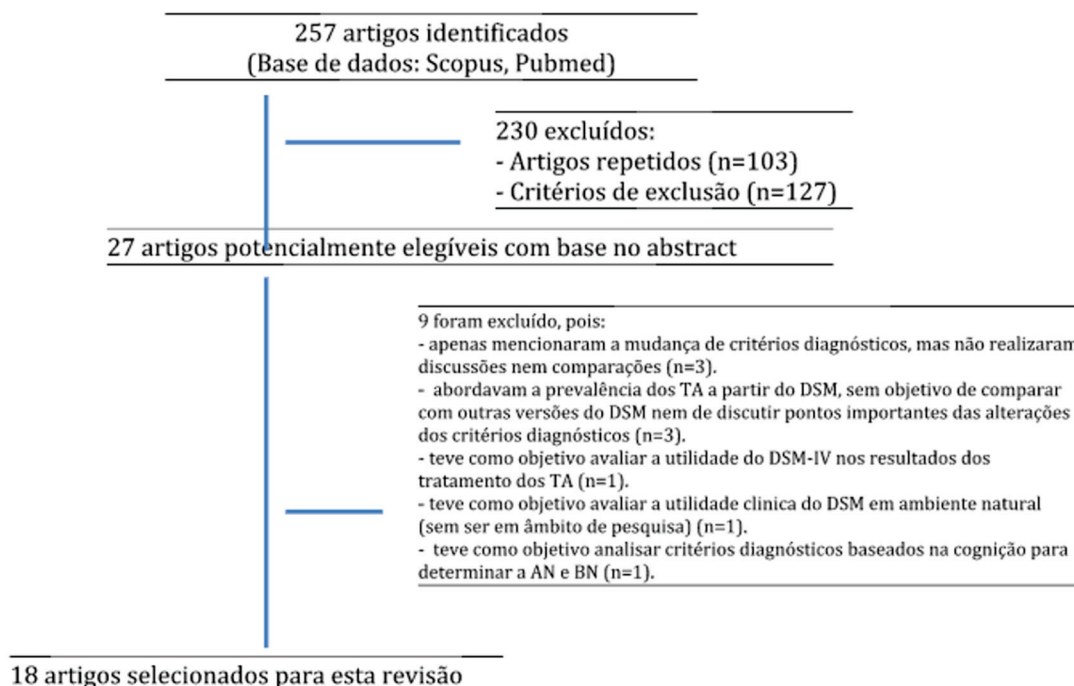 257 artigos identificados
(Base de dados: Scopus, Pubmed)
230 excluídos:
- Artigos repetidos (n=103)
- Critérios de exclusão (n=127)
27 artigos potencialmente elegíveis com base no abstract
9 foram excluído, pois:
- apenas mencionaram a mudança de critérios diagnósticos, mas não realizaram
discussões nem comparações (n=3).
- abordavam a prevalência dos TA a partir do DSM, sem objetivo de comparar
com outras versões do DSM nem de discutir pontos importantes das alterações
dos critérios diagnósticos (n=3).
- teve como objetivo avaliar a utilidade do DSM-IV nos resultados dos
tratamento dos TA (n=1).
- teve como objetivo avaliar a utilidade clinica do DSM em ambiente natural
(sem ser em âmbito de pesquisa) (n=1).
- teve como objetivo analisar critérios diagnósticos baseados na cognição para
determinar a AN e BN (n=1).
18 artigos selecionados para esta revisão